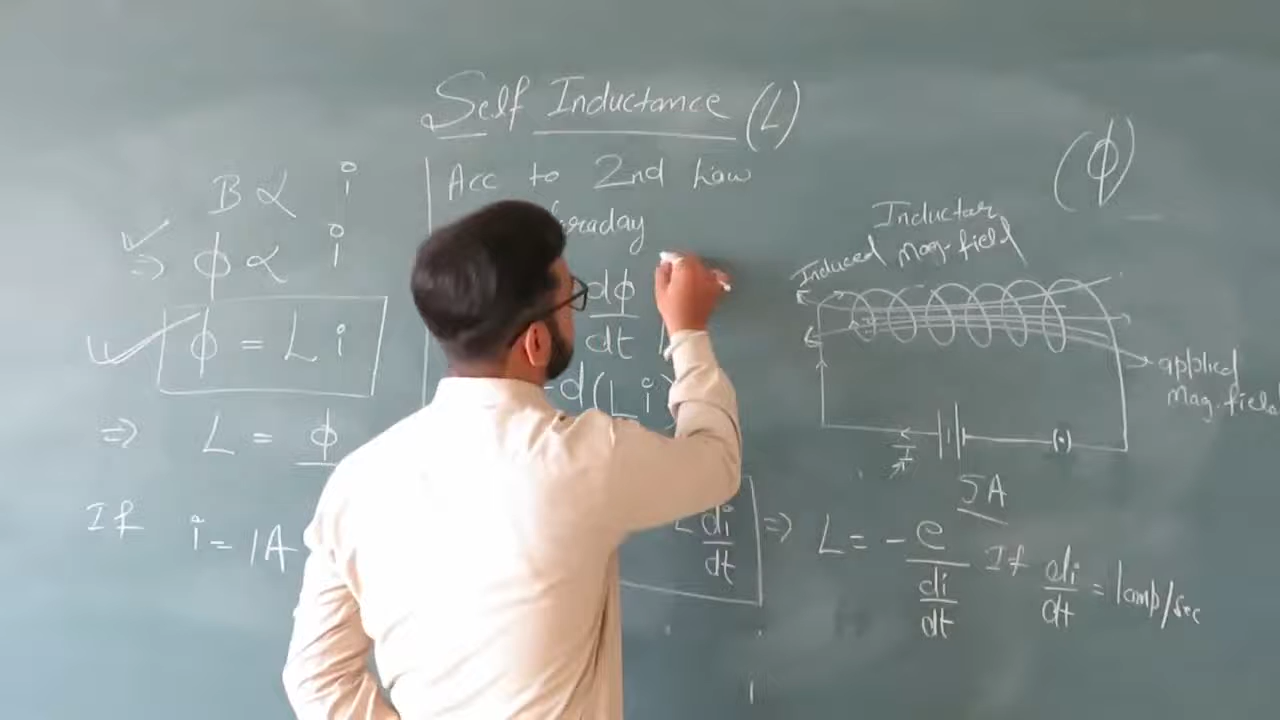 Self Inductance (L)
B ∝ i
⇒ ϕ ∝ i
ϕ = Li
⇒ L = ϕ
If i = 1A
Acc to 2nd Law
dϕ
dt
-d(Li)
di
dt
(ϕ)
Inductor
Induced Mag. field
applied
Mag. field
5A
⇒ L = - e
di
dt
If di
dt
= 1amp/sec
i